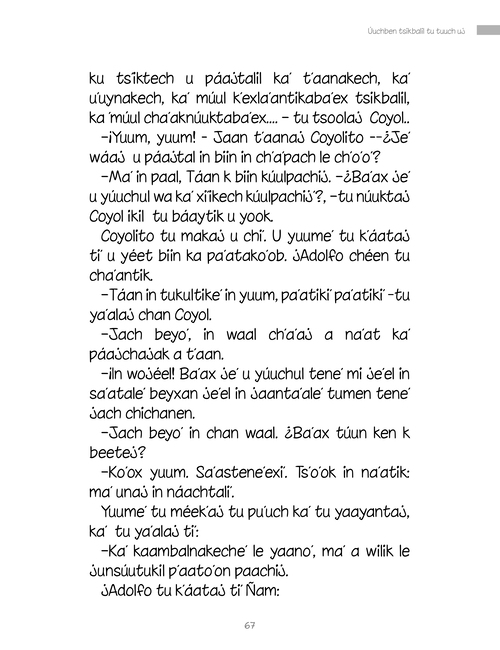 Úuchben tsikbalil tu tuuch uj
ku tsíiktech u páajtalil ka´ t´aanakech, ka´
u´uynakech, ka´ múul k´exla´antikaba´ex tsikbalil,
ka ´múul cha´aknúuktaba´ex.... – tu tsoolaj Coyol..
–¡Yuum, yuum! - Jaan t´aanaj Coyolito --¿Je´
wáaj u páajtal in biin in ch´a´pach le ch´o´o´?
–Ma´ in paal, Táan k biin kúulpachij. –¿Ba´ax je´
u yúuchul wa ka´ xi´ikech kúulpachij´?, –tu núuktaj
Coyol ikil tu báaytik u yook.
Coyolito tu makaj u chi´. U yuume´ tu k´áataj
ti´ u yéet biin ka pa´atako´ob. jAdolfo chéen tu
cha´antik.
–Táan in tukultike´ in yuum, pa´atiki´ pa´atiki´ –tu
ya´alaj chan Coyol.
–Jach beyo´, in waal ch´a´aj a na´at ka´
páajchajak a t´aan.
–¡In wojéel! Ba´ax je´ u yúuchul tene´ mi je´el in
sa´atale´ beyxan je´el in jaanta´ale´ tumen tene´
jach chichanen.
–Jach beyo´ in chan waal. ¿Ba´ax túun ken k
beetej?
–Ko´ox yuum. Sa´astene´exi´. Ts´o´ok in na´atik:
ma´ unaj in náachtali´.
Yuume´ tu méek´aj tu pu´uch ka´ tu yaayantaj,
ka´ tu ya´alaj ti´:
–Ka´ kaambalnakeche´ le yaano´, ma´ a wilik le
junsúutukil p´aato´on paachij.
jAdolfo tu k´áataj ti´ Ñam:
67